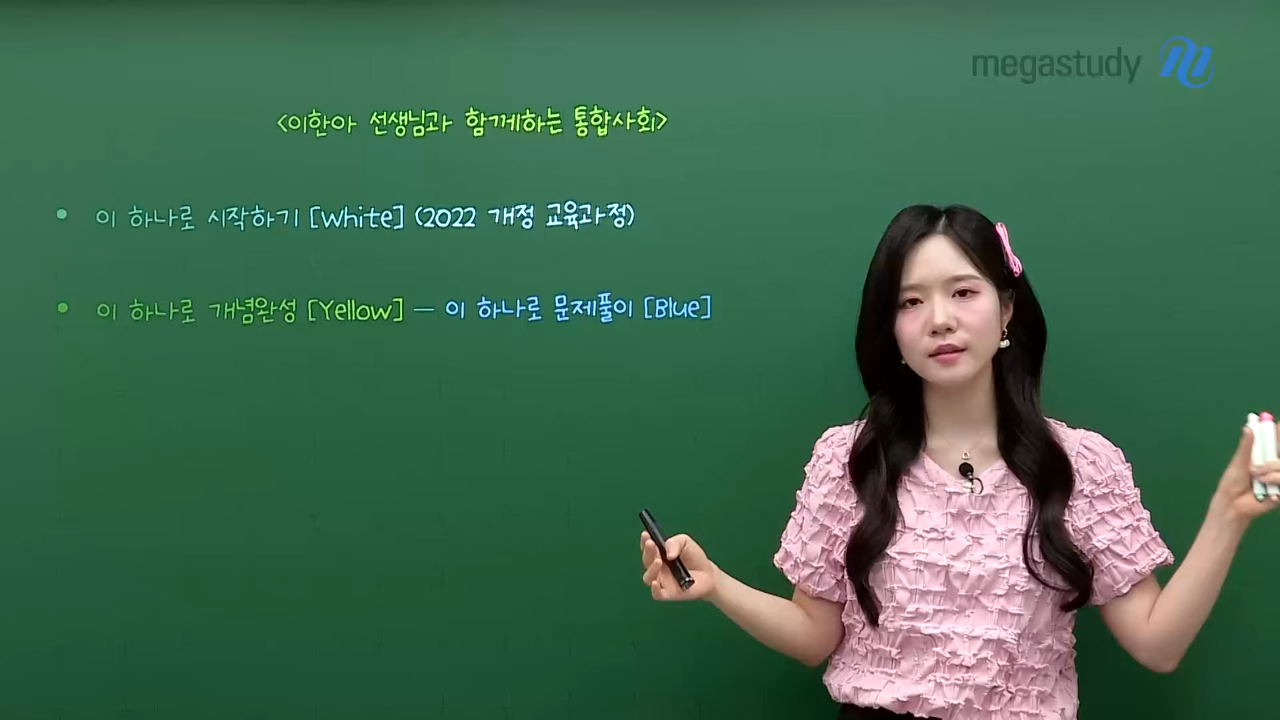 megastudy
<이한아 선생님과 함께하는 통합사회>
• 이 하나로 시작하기 [White] (2022 개정 교육과정)
• 이 하나로 개념완성 [Yellow] — 이 하나로 문제풀이 [Blue]